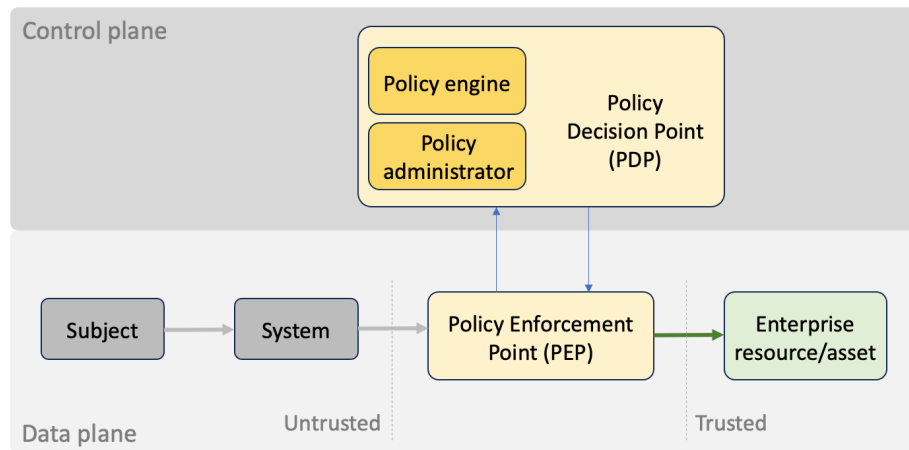 Control plane
Policy engine
Policy
administrator
Policy
Decision Point
(PDP)
Subject
System
Policy Enforcement
Point (PEP)
Enterprise
resource/asset
Untrusted
Trusted
Data plane